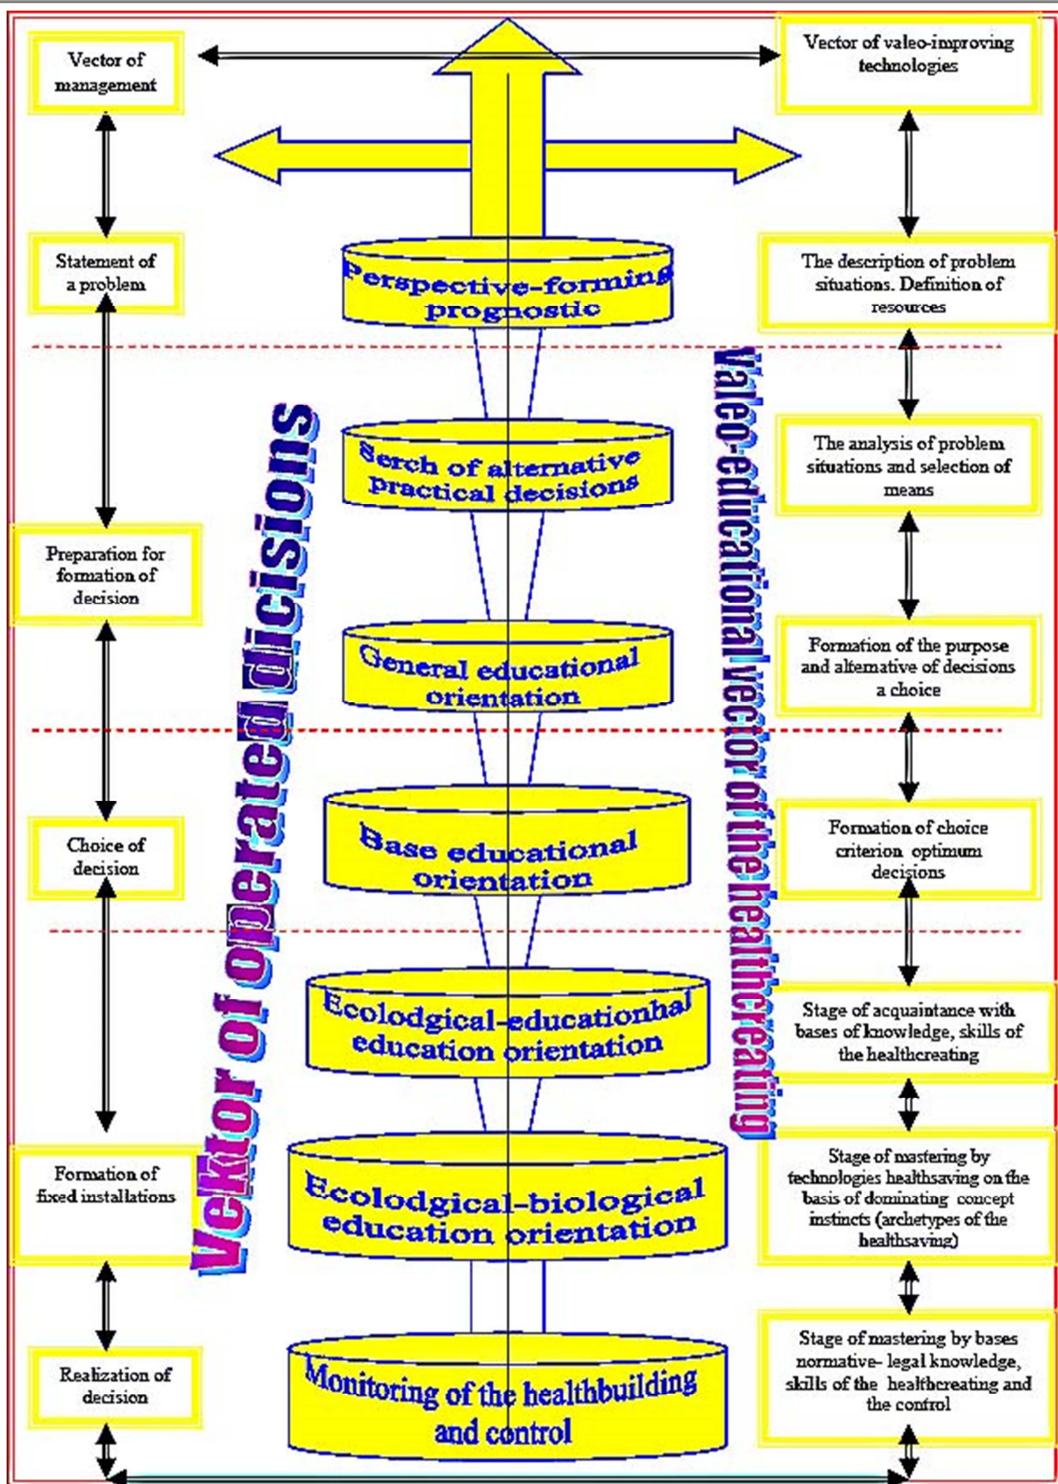 Vector of
management
Vector of valeo-improving
technologies
Statement of
a problem
Perspective-forming
prognostic
The description of problem
situations. Definition of
resources
Serch of alternative
practical decisions
The analysis of problem
situations and selection of
means
Preparation for
formation of
decision
General educational
orientation
Formation of the purpose
and alternative of decisions
a choice
Vektor of operated dicisions
Valeo-educational vector of the healthcreating
Choice of
decision
Base educational
orientation
Formation of choice
criterion optimum
decisions
Ecolodgical-educationhal
education orientation
Stage of acquaintance with
bases of knowledge, skills of
the healthcreating
Formation of
fixed installations
Ecolodgical-biological
education orientation
Stage of mastering by
technologies healthsaving on the
basis of dominating concept
instincts (archetypes of the
healthsaving)
Realization of
decision
Monitoring of the healthbuilding
and control
Stage of mastering by bases
normative- legal knowledge,
skills of the healthcreating and
the control